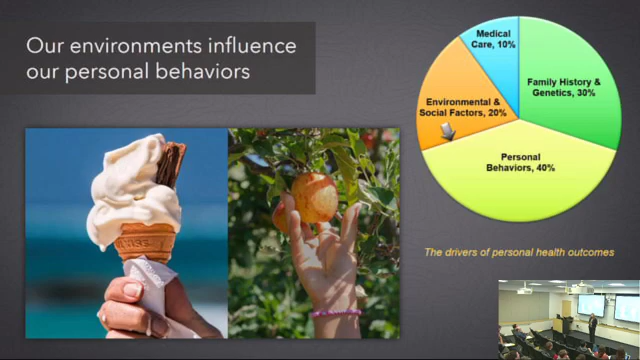 Our environments influence
our personal behaviors
Medical
Care, 10%
Family History &
Genetics, 30%
Environmental &
Social Factors, 20%
Personal
Behaviors, 40%
The drivers of personal health outcomes